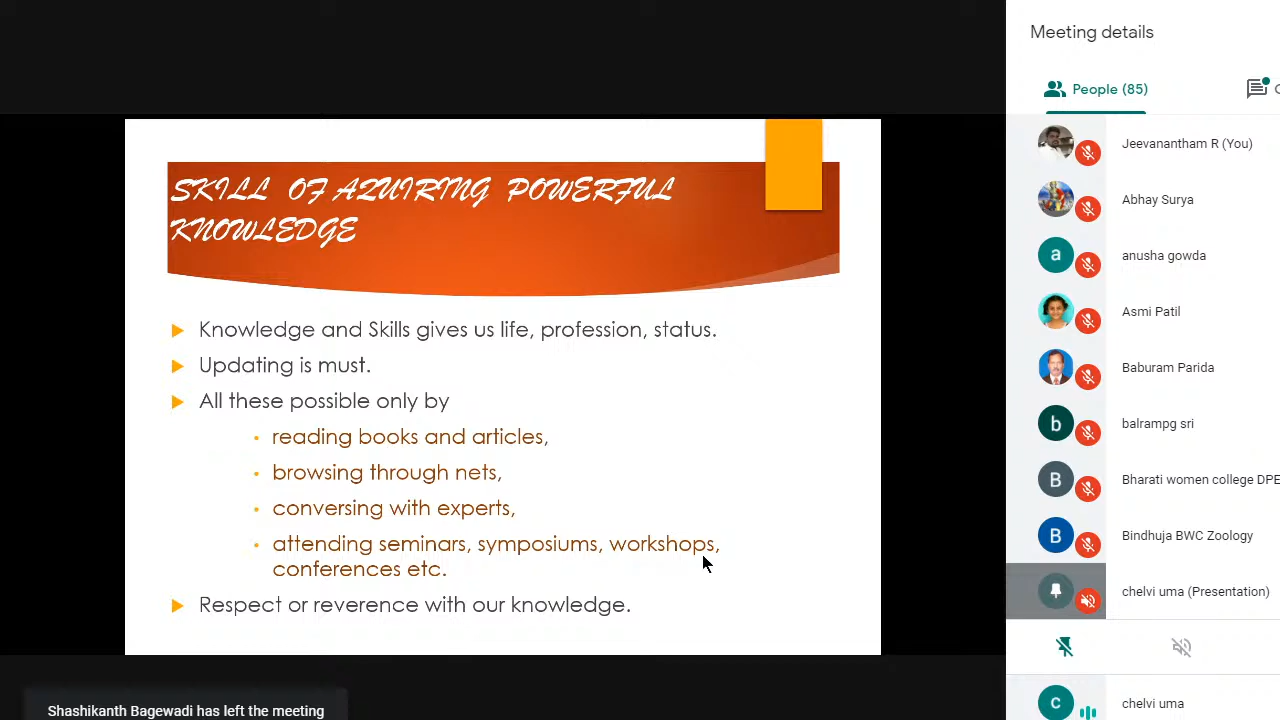 SKILL OF AZUIRING POWERFUL
KNOWLEDGE
Knowledge and Skills gives us life, profession, status.
Updating is must.
All these possible only by
reading books and articles,
browsing through nets,
conversing with experts,
attending seminars, symposiums, workshops,
conferences etc.
Respect or reverence with our knowledge.
Shashikanth Bagewadi has left the meeting
Meeting details
People (85)
Jeevanantham R (You)
Abhay Surya
a
anusha gowda
Asmi Patil
Baburam Parida
b
balrampg sri
B
Bharati women college DPE
B
Bindhuja BWC Zoology
chelvi uma (Presentation)
c
chelvi uma